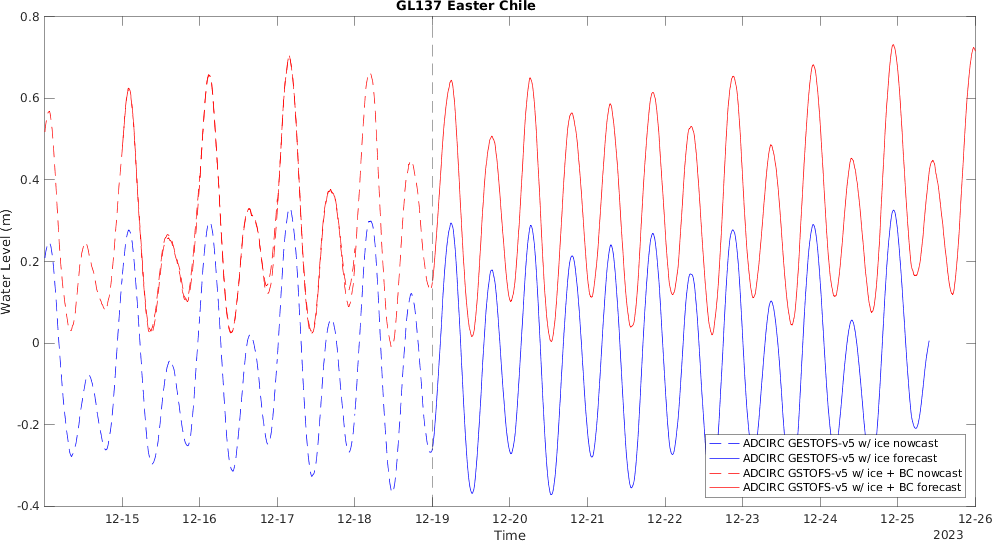 GL137 Easter Chile
0.8
0.6
0.4
0.2
0
-0.2
-0.4
Water Level (m)
ADCIRC GESTOFS-v5 w/ ice nowcast
ADCIRC GESTOFS-v5 w/ ice forecast
ADCIRC GSTOFS-v5 w/ ice + BC nowcast
ADCIRC GSTOFS-v5 w/ ice + BC forecast
12-15 12-16 12-17 12-18 12-19 12-20 12-21 12-22 12-23 12-24 12-25 12-26
Time
2023